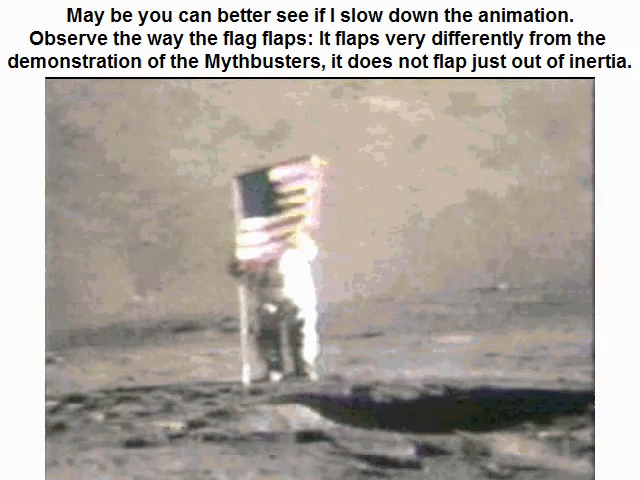 May be you can better see if I slow down the animation.
Observe the way the flag flaps: It flaps very differently from the
demonstration of the Mythbusters, it does not flap just out of inertia.